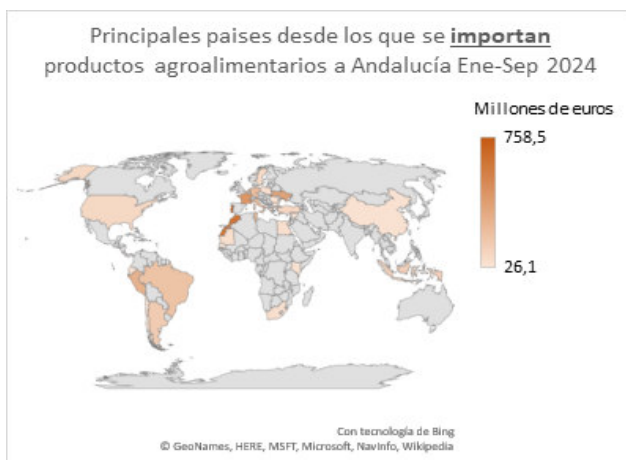 Principales paises desde los que se importan
productos agroalimentarios a Andalucía Ene-Sep 2024
Millones de euros
758,5
26,1
Con tecnología de Bing
© GeoNames, HERE, MSFT, Microsoft, NavInfo, Wikipedia